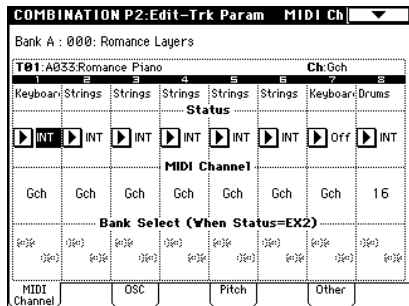 COMBINATION P2:Edit-Trk Param MIDI Ch
Bank A : 000: Romance Layers
T01:A033:Romance Piano Ch:Gch
1 2 3 4 5 6 7 8
Keyboard Strings Strings Strings Strings Strings Keyboard Drums
Status
INT INT INT INT INT INT Off INT
MIDI Channel
Gch Gch Gch Gch Gch Gch Gch 16
Bank Select (When Status=EX2)
MIDI Channel OSC Pitch Other